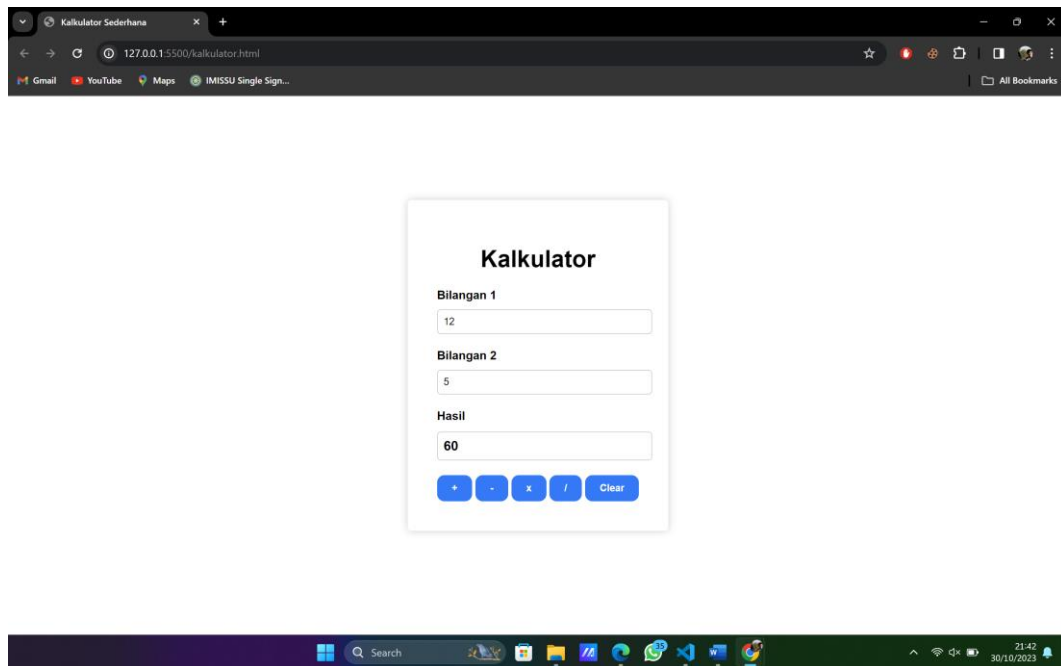 Kalkulator Sederhana
127.0.0.1:5500/kalkulator.html
Gmail YouTube Maps IMISSU Single Sign... All Bookmarks
Kalkulator
Bilangan 1
12
Bilangan 2
5
Hasil
60
+ - x / Clear
Search 35 21:42
30/10/2023